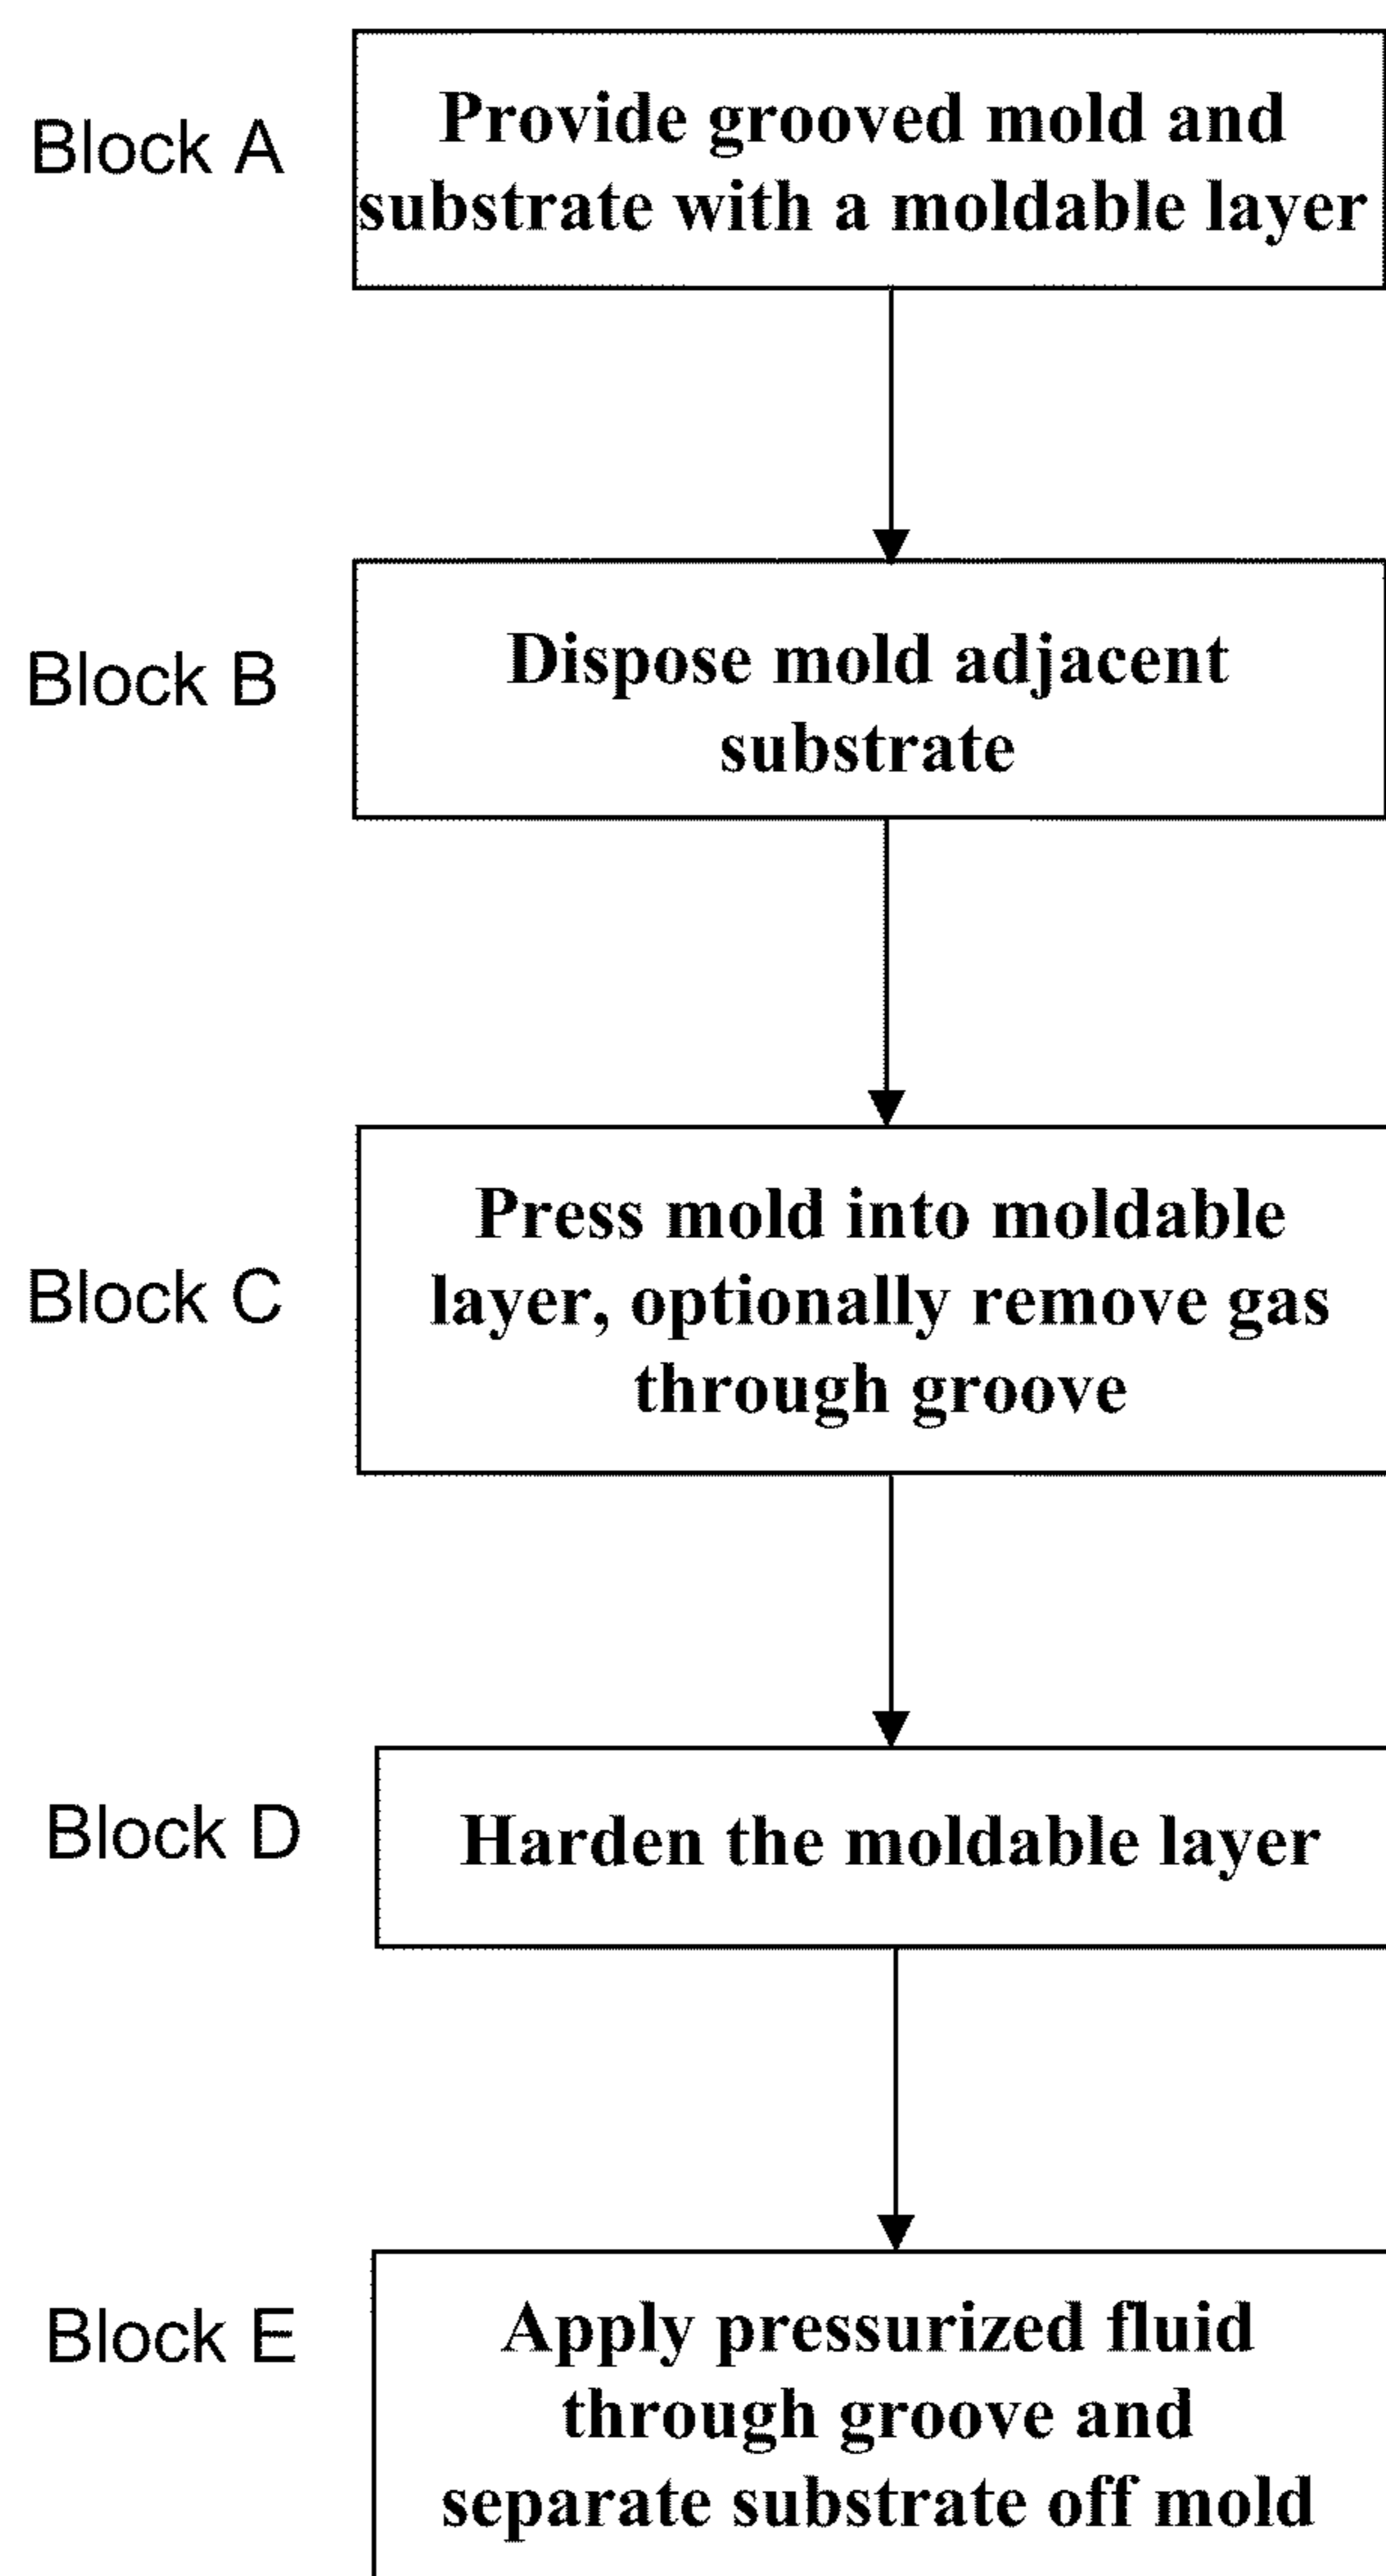 Block A
Provide grooved mold and
substrate with a moldable layer
Block B
Dispose mold adjacent
substrate
Block C
Press mold into moldable
layer, optionally remove gas
through groove
Block D
Harden the moldable layer
Block E
Apply pressurized fluid
through groove and
separate substrate off mold